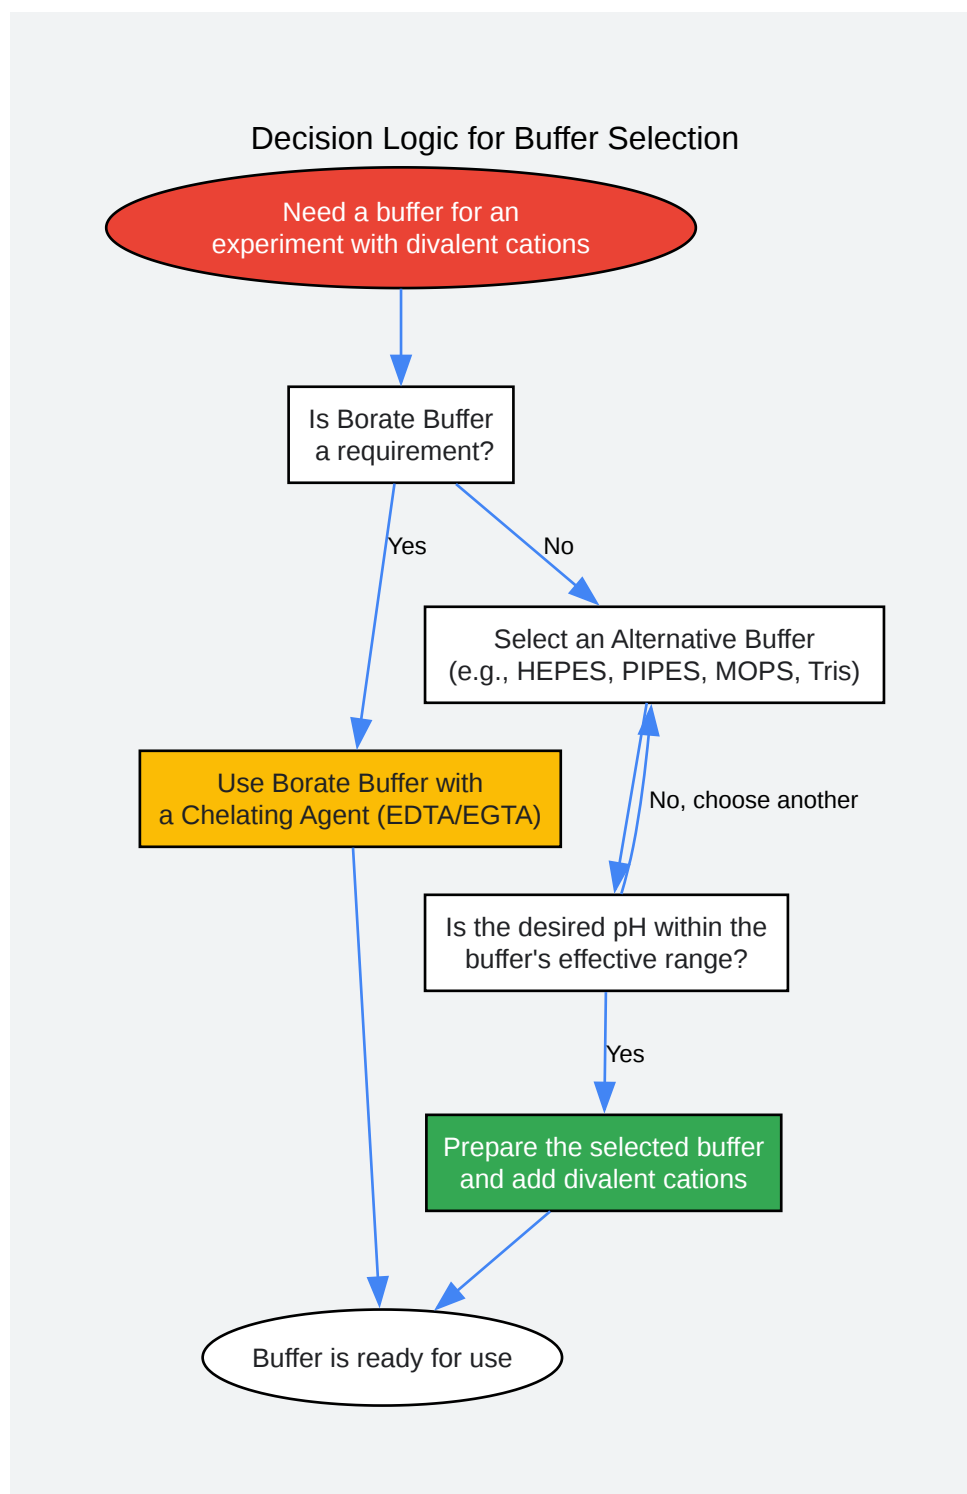 Decision Logic for Buffer Selection
Need a buffer for an
experiment with divalent cations
Is Borate Buffer
a requirement?
Yes
No
Select an Alternative Buffer
(e.g., HEPES, PIPES, MOPS, Tris)
Use Borate Buffer with
a Chelating Agent (EDTA/EGTA)
No, choose another
Is the desired pH within the
buffer's effective range?
Yes
Prepare the selected buffer
and add divalent cations
Buffer is ready for use